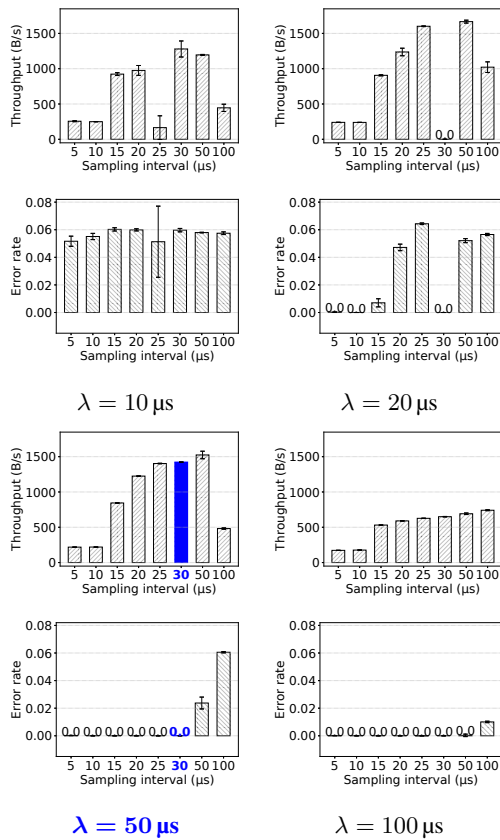 Throughput (B/s)
1500
1000
500
0
5 10 15 20 25 30 50 100
Sampling interval (µs)
Throughput (B/s)
1500
1000
500
0
0.0
5 10 15 20 25 30 50 100
Sampling interval (µs)
Error rate
0.08
0.06
0.04
0.02
0.00
5 10 15 20 25 30 50 100
Sampling interval (µs)
Error rate
0.08
0.06
0.04
0.02
0.00
0.0 0.0 0.0
5 10 15 20 25 30 50 100
Sampling interval (µs)
λ = 10 µs
λ = 20 µs
Throughput (B/s)
1500
1000
500
0
5 10 15 20 25 30 50 100
Sampling interval (µs)
Throughput (B/s)
1500
1000
500
0
5 10 15 20 25 30 50 100
Sampling interval (µs)
Error rate
0.08
0.06
0.04
0.02
0.00
0.0 0.0 0.0 0.0 0.0 0.0
5 10 15 20 25 30 50 100
Sampling interval (µs)
Error rate
0.08
0.06
0.04
0.02
0.00
0.0 0.0 0.0 0.0 0.0 0.0 0.0
5 10 15 20 25 30 50 100
Sampling interval (µs)
λ = 50 µs
λ = 100 µs